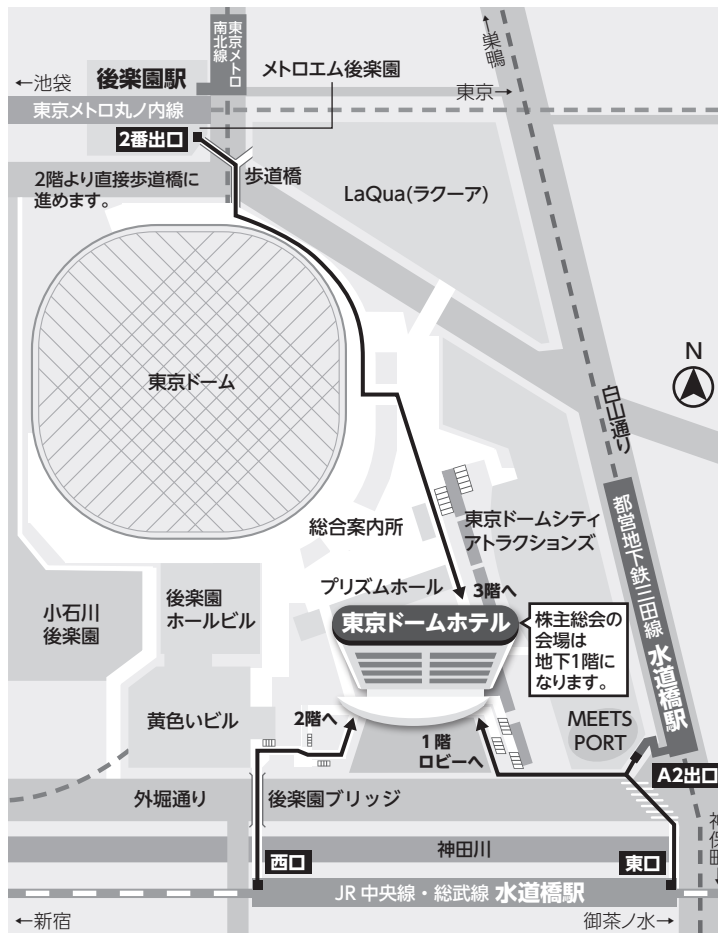 東京メトロ
南北線
←巣鴨
←池袋
後楽園駅
メトロエム後楽園
東京→
東京メトロ丸ノ内線
2番出口
2階より直接歩道橋に
進めます。
歩道橋
LaQua(ラクーア)
東京ドーム
N
白山通り
都営地下鉄三田線 水道橋駅
総合案内所
東京ドームシティ
アトラクションズ
プリズムホール
3階へ
後楽園
ホールビル
小石川
後楽園
東京ドームホテル
株主総会の
会場は
地下1階に
なります。
黄色いビル
2階へ
1階
ロビーへ
MEETS
PORT
A2出口
外堀通り
後楽園ブリッジ
神保町→
神田川
西口
東口
JR 中央線・総武線 水道橋駅
←新宿
御茶ノ水→